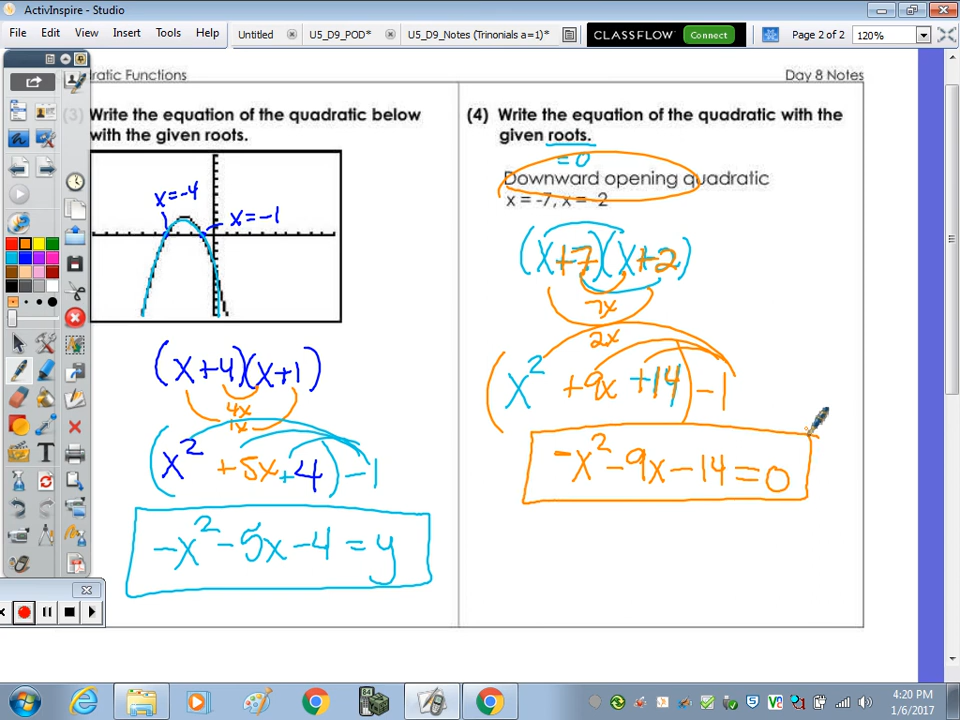 ActivInspire - Studio
File Edit View Insert Tools Help Untitled U5_D9_POD* U5_D9_Notes (Trinonials a=1)* CLASSFLOW Connect Page 2 of 2 120%
ratic Functions
Day 8 Notes
(3) Write the equation of the quadratic below
with the given roots.
x=-4
x=-1
(x+4)(x+1)
4x
1x
(x² +5x+4) -1
-x²-5x-4=y
(4) Write the equation of the quadratic with the
given roots.
=0
Downward opening quadratic
x = -7, x = -2
(x+7)(x+2)
7x
2x
(x² +9x +14) -1
-x²-9x-14=0
4:20 PM
1/6/2017